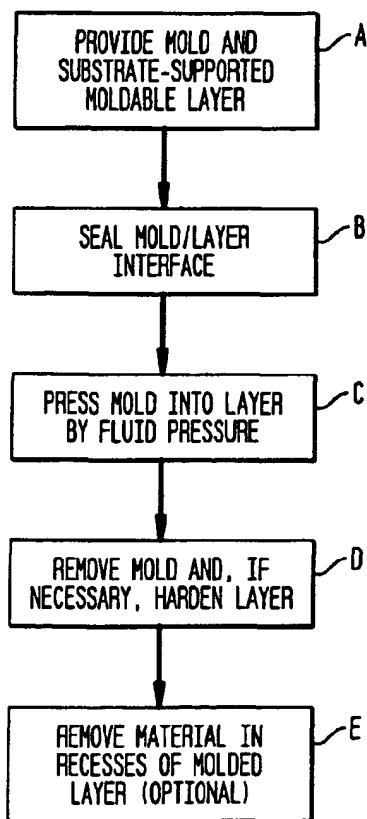 PROVIDE MOLD AND
SUBSTRATE-SUPPORTED
MOLDABLE LAYER
A
SEAL MOLD/LAYER
INTERFACE
B
PRESS MOLD INTO LAYER
BY FLUID PRESSURE
C
REMOVE MOLD AND, IF
NECESSARY, HARDEN LAYER
D
REMOVE MATERIAL IN
RECESSES OF MOLDED
LAYER (OPTIONAL)
E